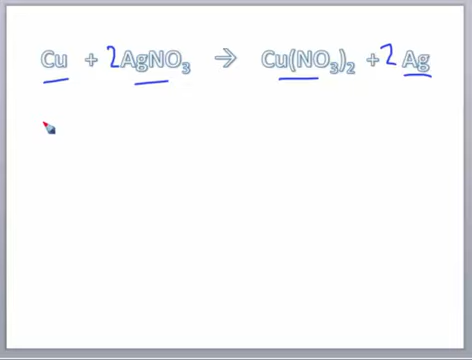 Cu + 2AgNO₃ → Cu(NO₃)₂ + 2 Ag